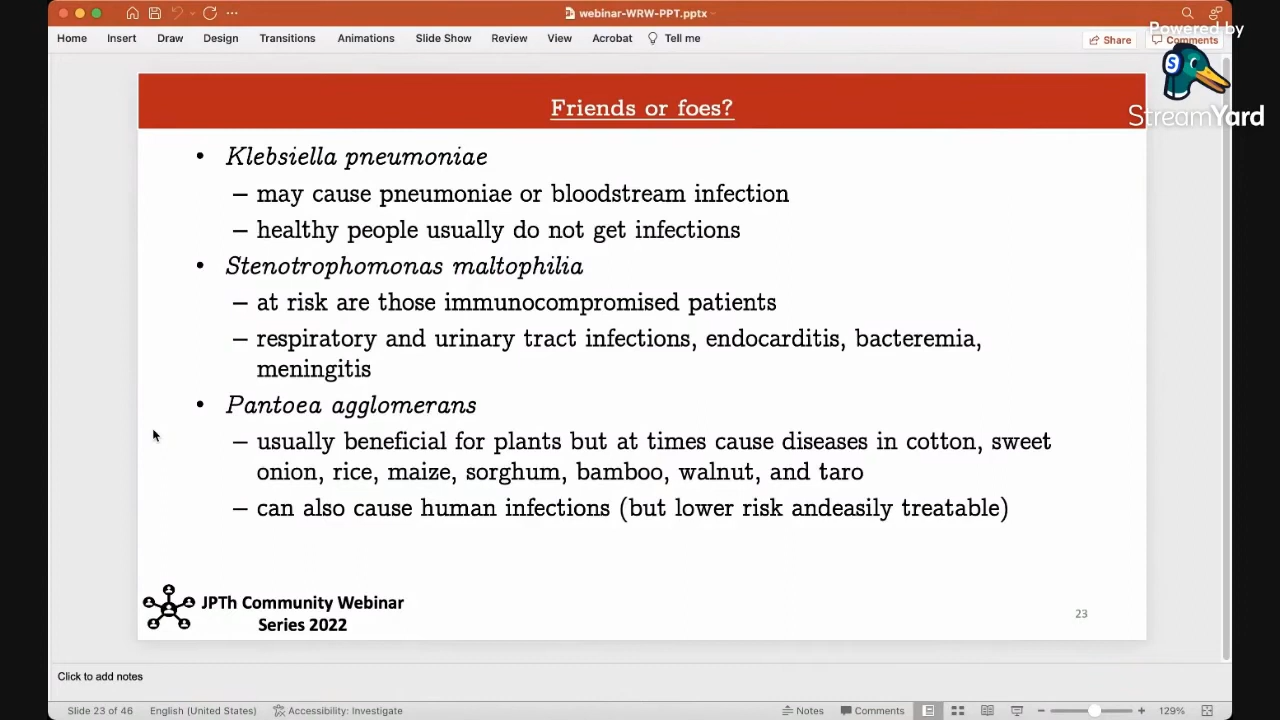 webinar-WRW-PPT.pptx
Home Insert Draw Design Transitions Animations Slide Show Review View Acrobat Tell me Share Comments
Powered by
StreamYard
Friends or foes?
• Klebsiella pneumoniae
– may cause pneumoniae or bloodstream infection
– healthy people usually do not get infections
• Stenotrophomonas maltophilia
– at risk are those immunocompromised patients
– respiratory and urinary tract infections, endocarditis, bacteremia,
meningitis
• Pantoea agglomerans
– usually beneficial for plants but at times cause diseases in cotton, sweet
onion, rice, maize, sorghum, bamboo, walnut, and taro
– can also cause human infections (but lower risk andeasily treatable)
JPTh Community Webinar
Series 2022
23
Click to add notes
Slide 23 of 46 English (United States) Accessibility: Investigate Notes Comments 129%